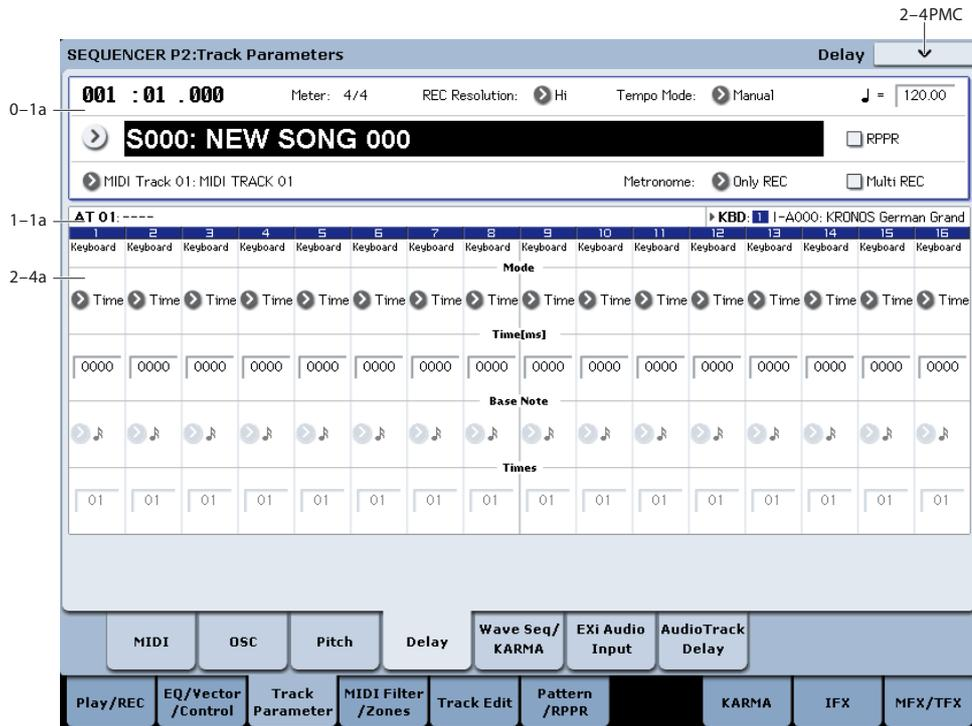 2–4PMC
SEQUENCER P2:Track Parameters Delay
0–1a
001 :01 .000 Meter: 4/4 REC Resolution: Hi Tempo Mode: Manual ♩ = 120.00
S000: NEW SONG 000 RPPR
MIDI Track 01: MIDI TRACK 01 Metronome: Only REC Multi REC
1–1a
AT 01: ---- KBD: 1 I-A000: KRONOS German Grand
1 2 3 4 5 6 7 8 9 10 11 12 13 14 15 16
Keyboard Keyboard Keyboard Keyboard Keyboard Keyboard Keyboard Keyboard Keyboard Keyboard Keyboard Keyboard Keyboard Keyboard Keyboard Keyboard
2–4a
Mode
Time Time Time Time Time Time Time Time Time Time Time Time Time Time Time Time
Time[ms]
0000 0000 0000 0000 0000 0000 0000 0000 0000 0000 0000 0000 0000 0000 0000 0000
Base Note
Times
01 01 01 01 01 01 01 01 01 01 01 01 01 01 01 01
MIDI OSC Pitch Delay Wave Seq/ EXi Audio AudioTrack
KARMA Input Delay
Play/REC EQ/Vector Track MIDI Filter Track Edit Pattern KARMA IFX MFX/TFX
/Control Parameter /Zones /RPPR